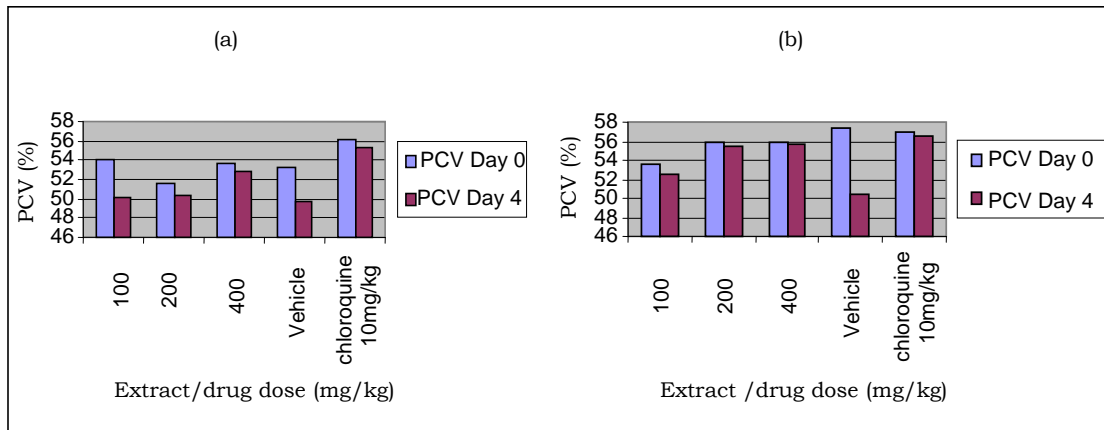 (a)
PCV (%)
58
56
54
52
50
48
46
100
200
400
Vehicle
chloroquine
10mg/kg
Extract/drug dose (mg/kg)
PCV Day 0
PCV Day 4
(b)
PCV (%)
58
56
54
52
50
48
46
100
200
400
Vehicle
chloroquine
10mg/kg
Extract /drug dose (mg/kg)
PCV Day 0
PCV Day 4